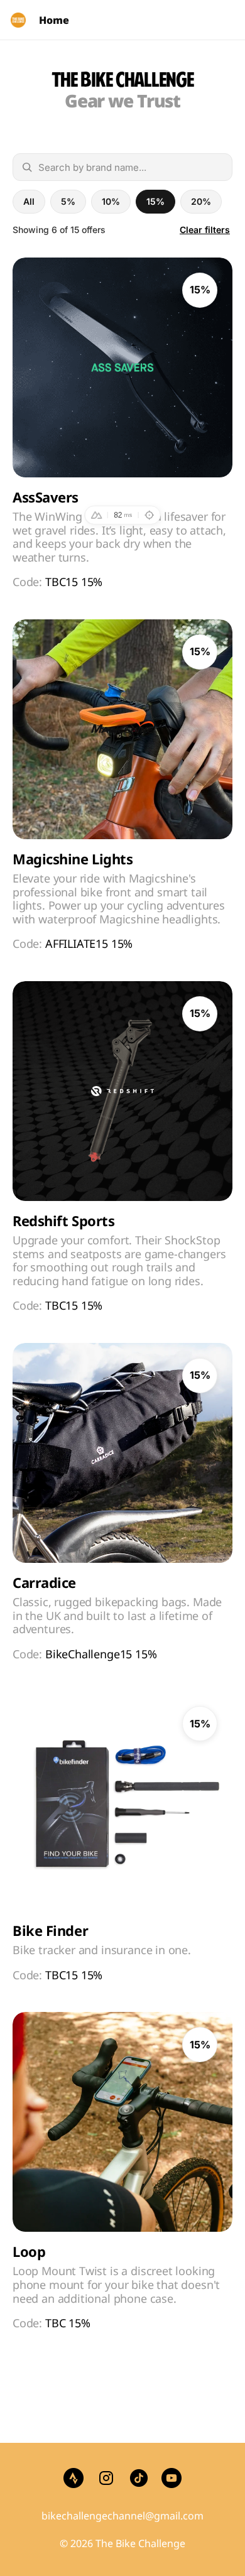 Home
THE BIKE CHALLENGE
Gear we Trust
Search by brand name...
All 5% 10% 15% 20%
Showing 6 of 15 offers Clear filters
15%
ASS SAVERS
AssSavers
The WinWing lifesaver for
82 ms
wet gravel rides. It's light, easy to attach,
and keeps your back dry when the
weather turns.
Code: TBC15 15%
15%
Magicshine Lights
Elevate your ride with Magicshine's
professional bike front and smart tail
lights. Power up your cycling adventures
with waterproof Magicshine headlights.
Code: AFFILIATE15 15%
15%
REDSHIFT
Redshift Sports
Upgrade your comfort. Their ShockStop
stems and seatposts are game-changers
for smoothing out rough trails and
reducing hand fatigue on long rides.
Code: TBC15 15%
15%
CARRADICE
Carradice
Classic, rugged bikepacking bags. Made
in the UK and built to last a lifetime of
adventures.
Code: BikeChallenge15 15%
15%
bikefinder
FIND YOUR BIKE
Bike Finder
Bike tracker and insurance in one.
Code: TBC15 15%
15%
Loop
Loop Mount Twist is a discreet looking
phone mount for your bike that doesn't
need an additional phone case.
Code: TBC 15%
bikechallengechannel@gmail.com
© 2026 The Bike Challenge